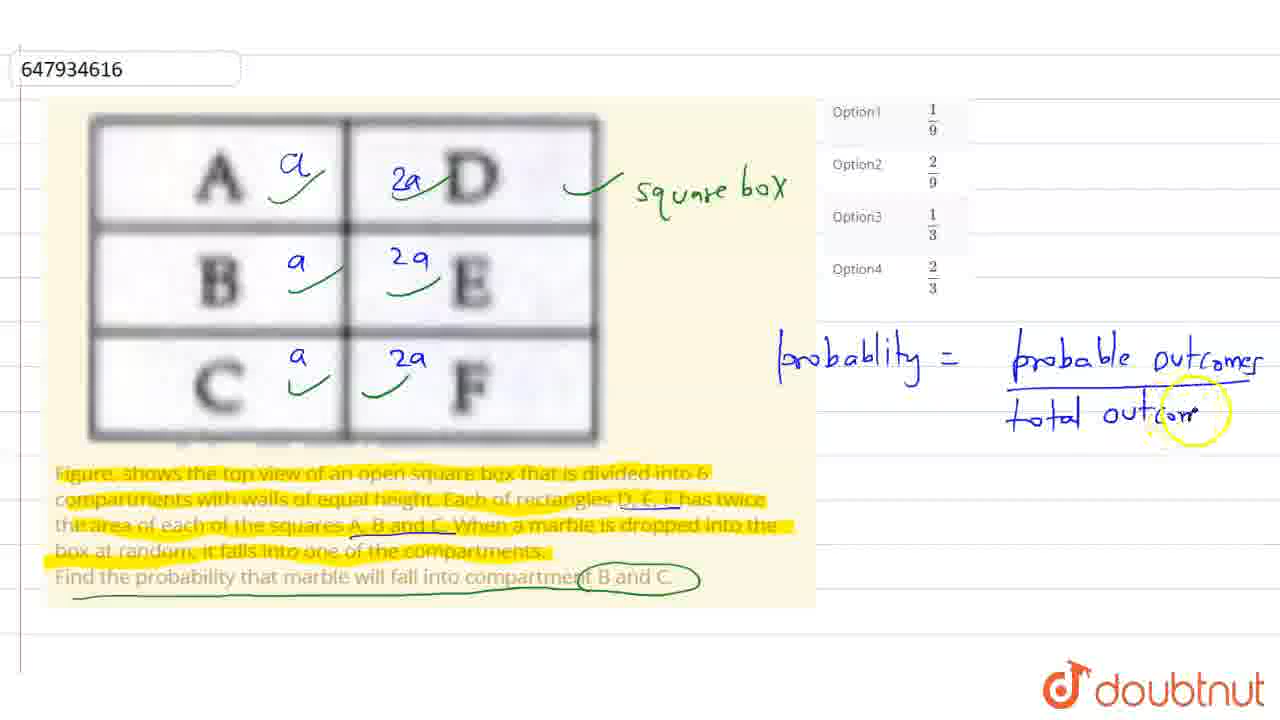 647934616
A a 2a D
square box
B a 2a E
C a 2a F
Option1 1/9
Option2 2/9
Option3 1/3
Option4 2/3
probablity = probable outcomes
total outcom
Figure. shows the top view of an open square box that is divided into 6
compartments with walls of equal height. Each of rectangles D, E, F has twice
the area of each of the squares A, B and C. When a marble is dropped into the
box at random, it falls into one of the compartments.
Find the probability that marble will fall into compartment B and C.
doubtnut